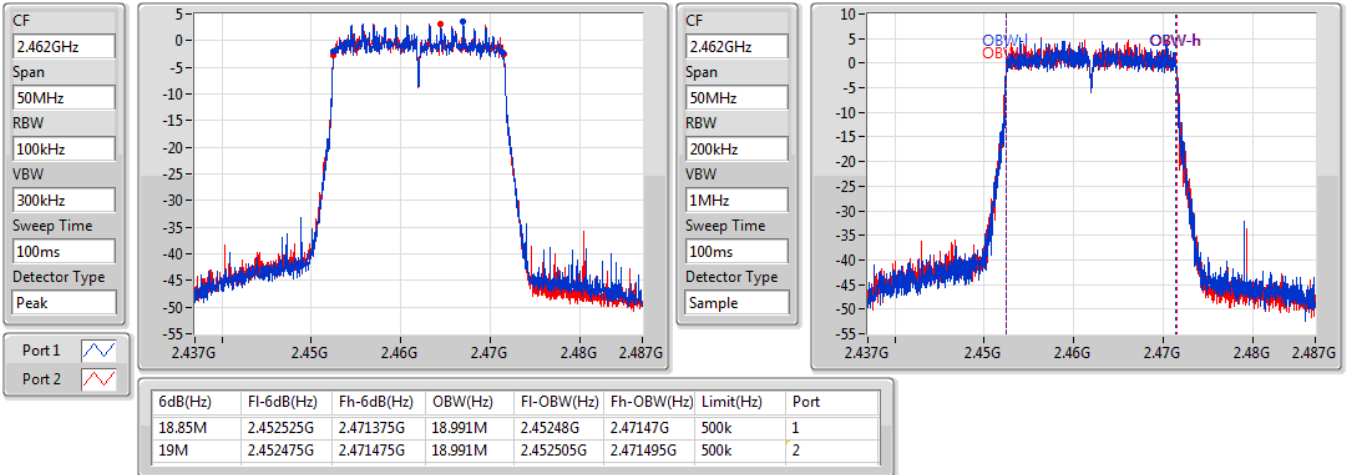 CF
2.462GHz
Span
50MHz
RBW
100kHz
VBW
300kHz
Sweep Time
100ms
Detector Type
Peak
Port 1
Port 2
5
0
-5
-10
-15
-20
-25
-30
-35
-40
-45
-50
-55
2.437G 2.45G 2.46G 2.47G 2.48G 2.487G
CF
2.462GHz
Span
50MHz
RBW
200kHz
VBW
1MHz
Sweep Time
100ms
Detector Type
Sample
10
5
0
-5
-10
-15
-20
-25
-30
-35
-40
-45
-50
-55
OBW-l OBW-h
2.437G 2.45G 2.46G 2.47G 2.48G 2.487G
6dB(Hz) Fl-6dB(Hz) Fh-6dB(Hz) OBW(Hz) Fl-OBW(Hz) Fh-OBW(Hz) Limit(Hz) Port
18.85M 2.452525G 2.471375G 18.991M 2.45248G 2.47147G 500k 1
19M 2.452475G 2.471475G 18.991M 2.452505G 2.471495G 500k 2